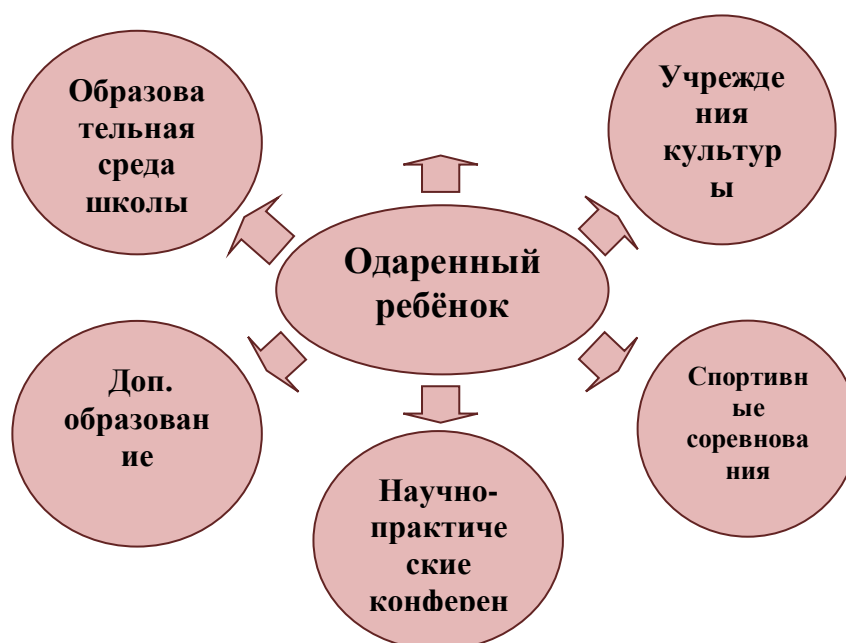 Образова
тельная
среда
школы
Учрежде
ния
культур
ы
Одаренный
ребёнок
Доп.
образован
ие
Спортивн
ые
соревнова
ния
Научно-
практиче
ские
конферен